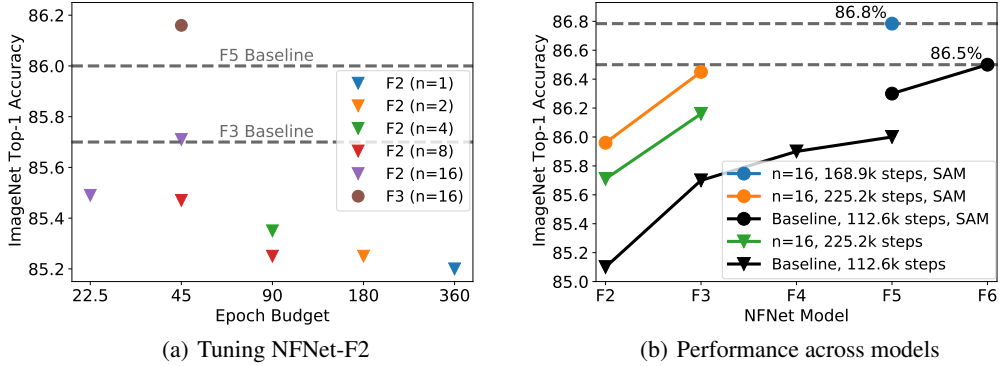 86.2
86.0
85.8
85.6
85.4
85.2
ImageNet Top-1 Accuracy
F5 Baseline
F3 Baseline
F2 (n=1)
F2 (n=2)
F2 (n=4)
F2 (n=8)
F2 (n=16)
F3 (n=16)
22.5 45 90 180 360
Epoch Budget
(a) Tuning NFNet-F2
86.8
86.6
86.4
86.2
86.0
85.8
85.6
85.4
85.2
85.0
ImageNet Top-1 Accuracy
86.8%
86.5%
n=16, 168.9k steps, SAM
n=16, 225.2k steps, SAM
Baseline, 112.6k steps, SAM
n=16, 225.2k steps
Baseline, 112.6k steps
F2 F3 F4 F5 F6
NFNet Model
(b) Performance across models